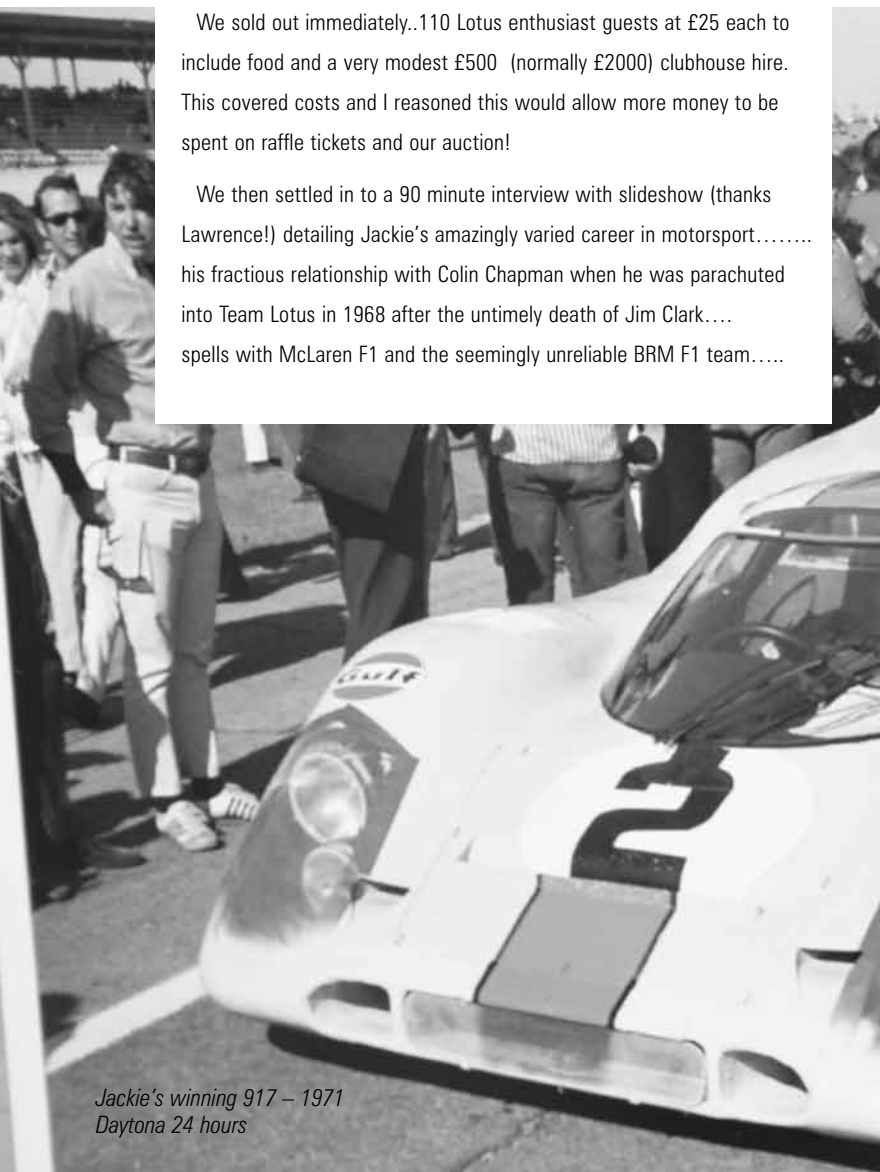 We sold out immediately..110 Lotus enthusiast guests at £25 each to
include food and a very modest £500 (normally £2000) clubhouse hire.
This covered costs and I reasoned this would allow more money to be
spent on raffle tickets and our auction!
We then settled in to a 90 minute interview with slideshow (thanks
Lawrence!) detailing Jackie’s amazingly varied career in motorsport……..
his fractious relationship with Colin Chapman when he was parachuted
into Team Lotus in 1968 after the untimely death of Jim Clark….
spells with McLaren F1 and the seemingly unreliable BRM F1 team…..
Gulf
2
Jackie’s winning 917 – 1971
Daytona 24 hours